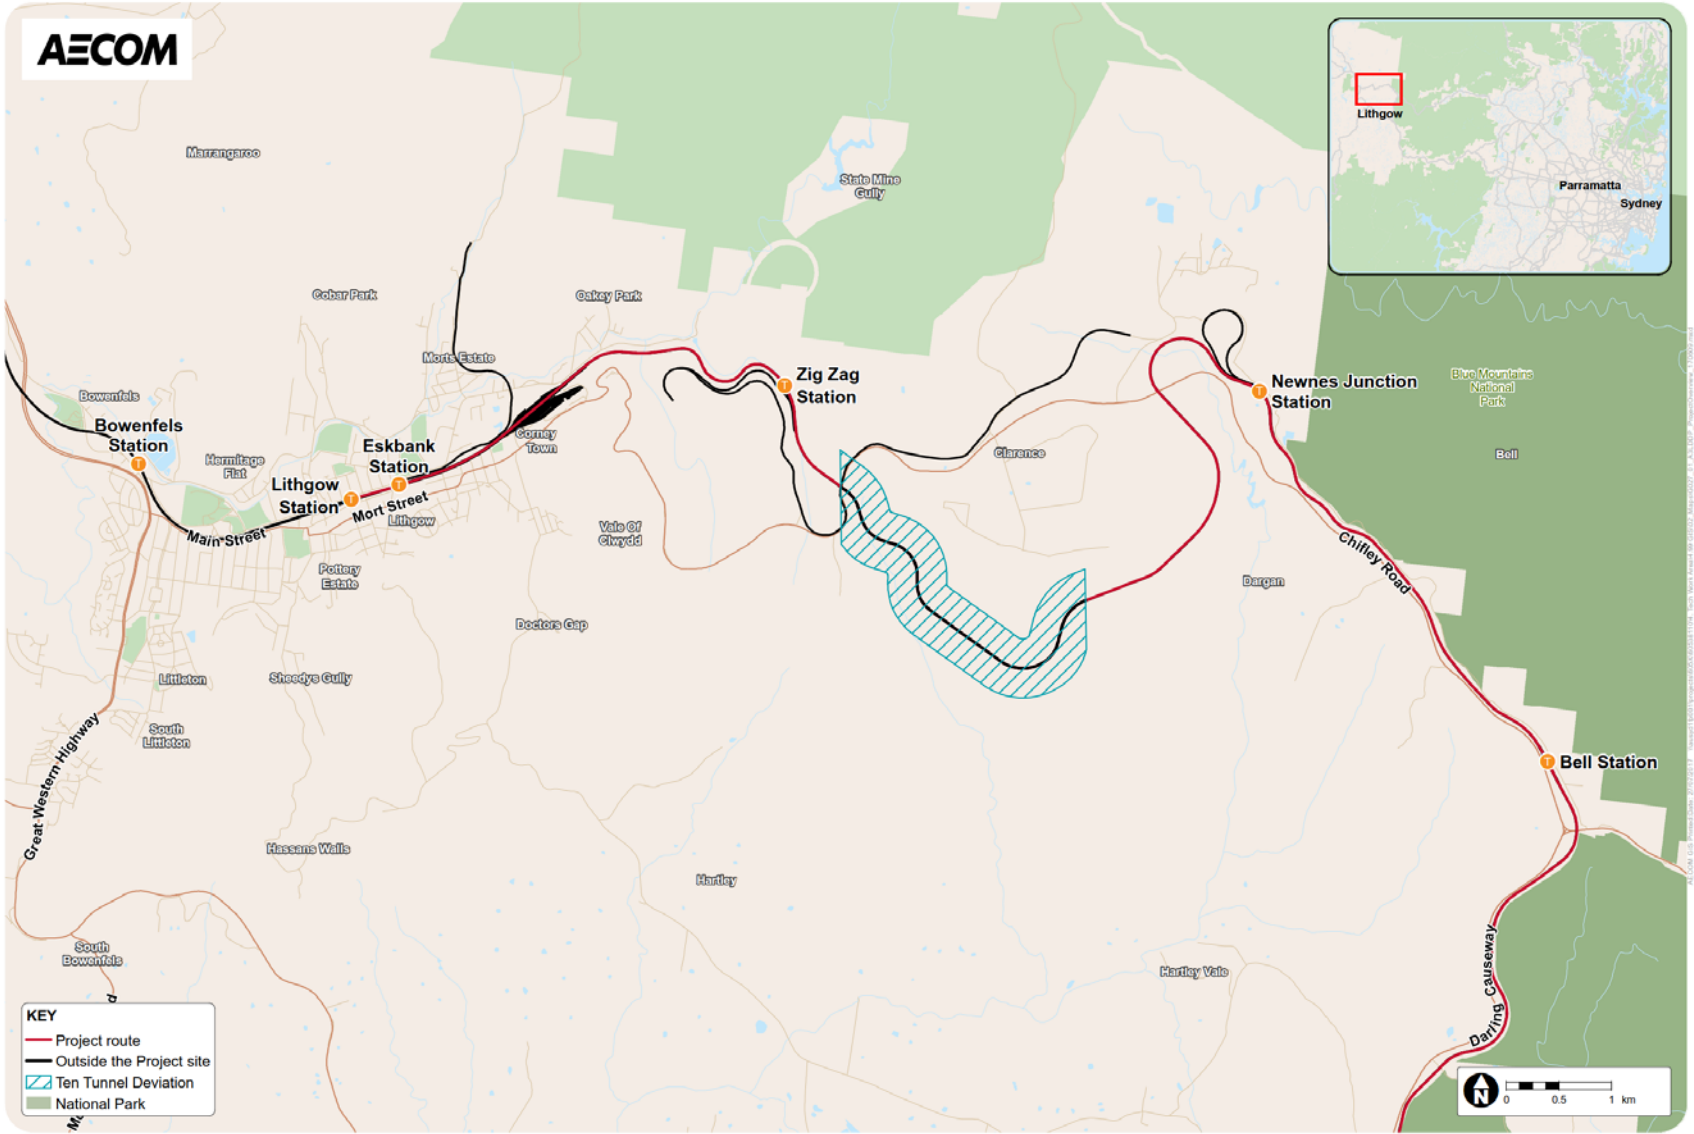 AECOM
Marrangaroo
State Mine
Gully
Lithgow
Parramatta
Sydney
Cobar Park
Oakey Park
Morts Estate
Zig Zag
Station
Newnes Junction
Station
Blue Mountains
National
Park
Bowenfels
Bowenfels
Station
Eskbank
Station
Corney
Town
Hermitage
Flat
Clarence
Bell
Lithgow
Station
Mort Street
Lithgow
Main Street
Vale Of
Clwydd
Chifley Road
Pottery
Estate
Dargan
Doctors Gap
Littleton
Sheedys Gully
South
Littleton
Great Western Highway
Bell Station
Hassans Walls
Hartley
South
Bowenfels
Hartley Vale
Darling Causeway
KEY
Project route
Outside the Project site
Ten Tunnel Deviation
National Park
N
0 0.5 1 km